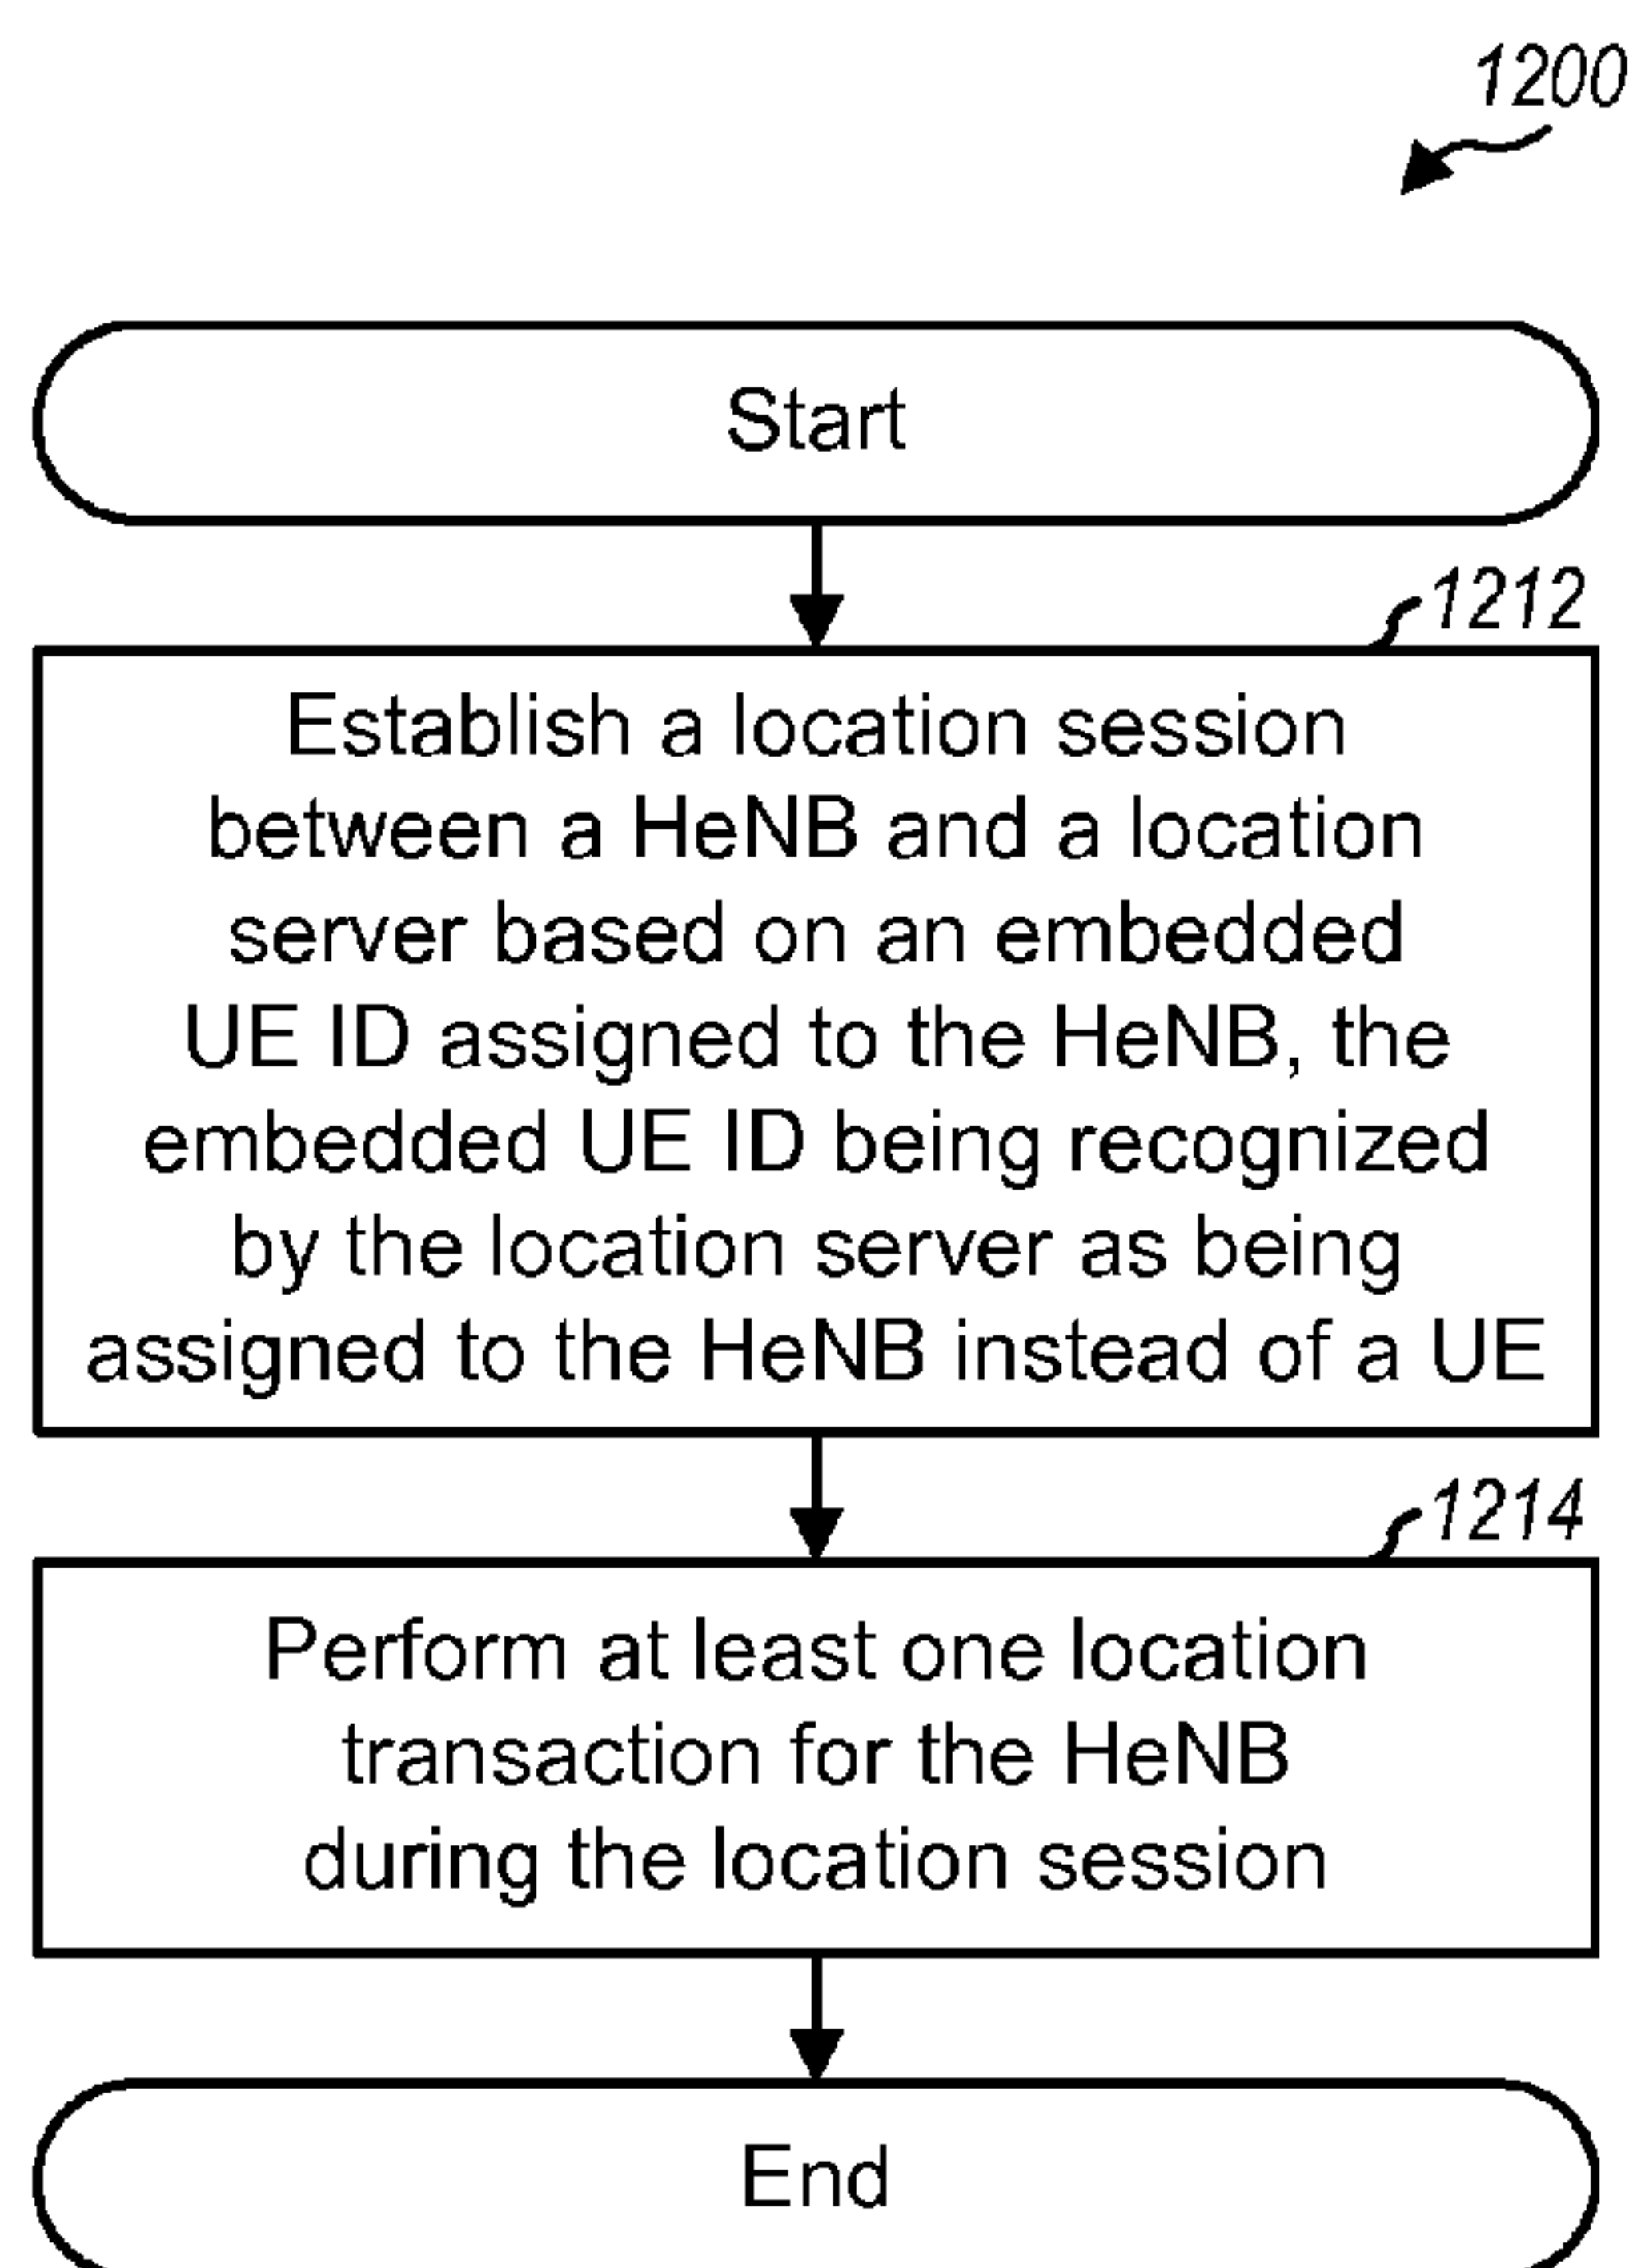 1200
Start
1212
Establish a location session
between a HeNB and a location
server based on an embedded
UE ID assigned to the HeNB, the
embedded UE ID being recognized
by the location server as being
assigned to the HeNB instead of a UE
1214
Perform at least one location
transaction for the HeNB
during the location session
End